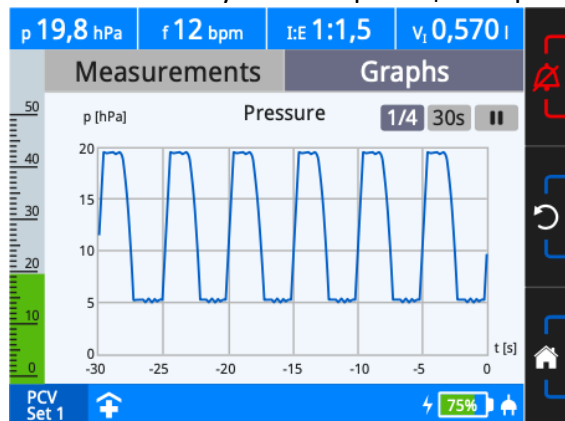 p 19,8 hPa f 12 bpm I:E 1:1,5 VI 0,570 l
Measurements Graphs
p [hPa] Pressure 1/4 30s
50
40
30
20
10
0
20
15
10
5
0
t [s]
-30 -25 -20 -15 -10 -5 0
PCV
Set 1
75%